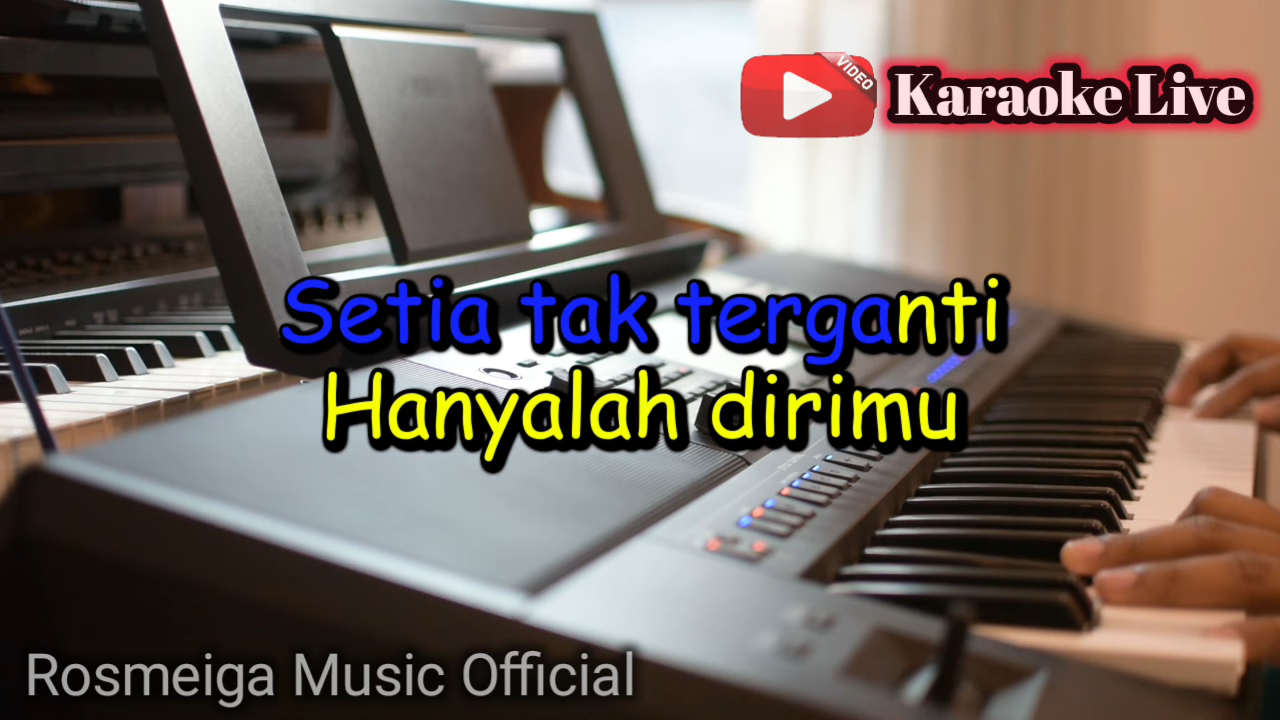 VIDEO
Karaoke Live
Setia tak terganti
Hanyalah dirimu
Rosmeiga Music Official